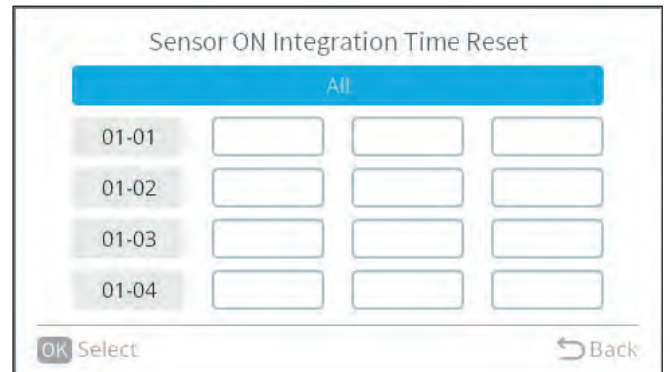 Sensor ON Integration Time Reset
All
01-01
01-02
01-03
01-04
OK Select
Back